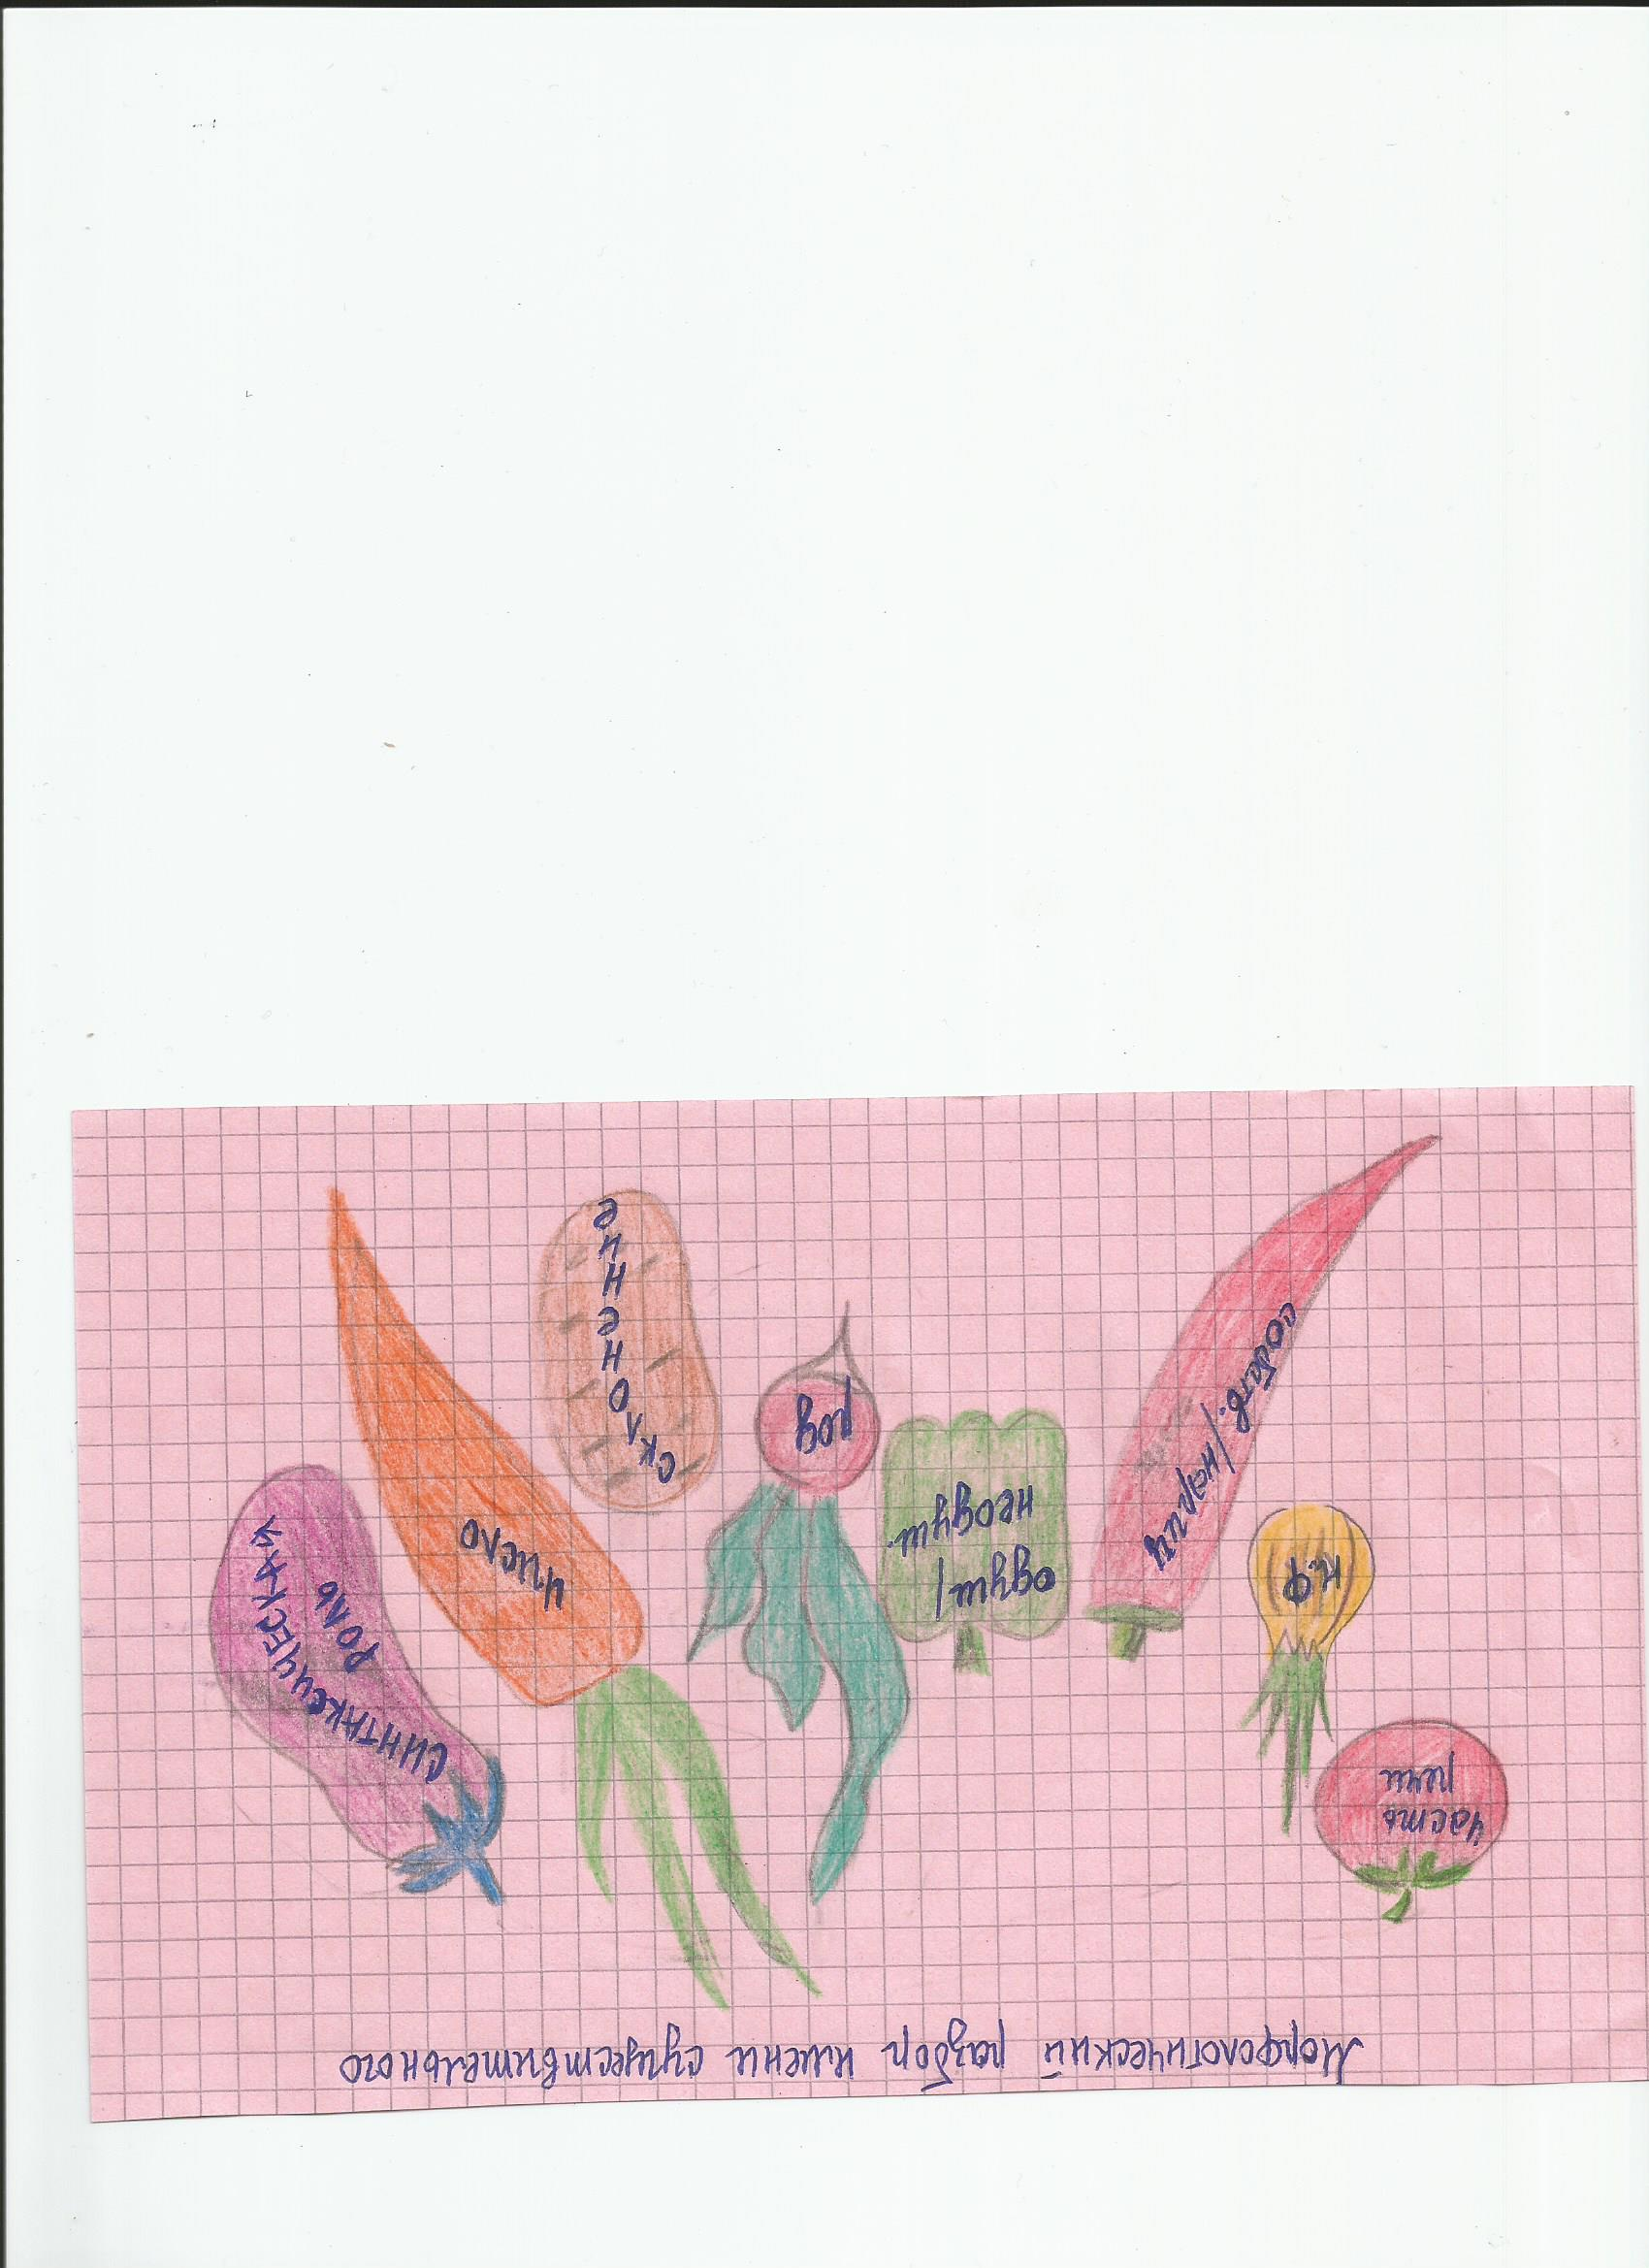 Морфологический разбор имени существительного
часть
речи
н.ф
собств./нариц
одуш/
неодуш.
род
склонение
число
СИНТАКСИЧЕСКАЯ
РОЛЬ